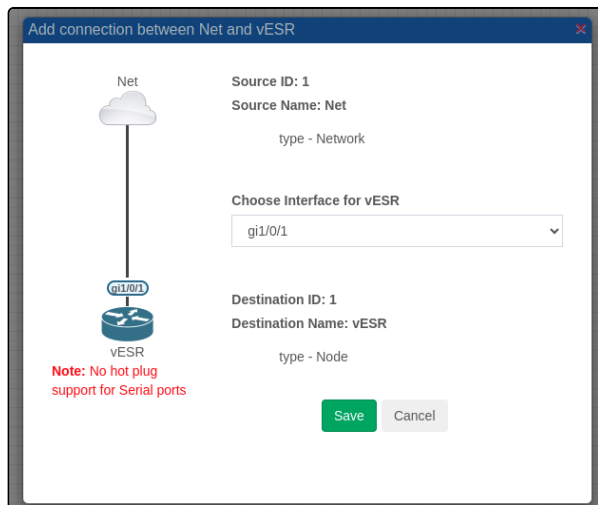 Add connection between Net and vESR
Net
Source ID: 1
Source Name: Net
type - Network
Choose Interface for vESR
gi1/0/1
gi1/0/1
vESR
Note: No hot plug
support for Serial ports
Destination ID: 1
Destination Name: vESR
type - Node
Save
Cancel